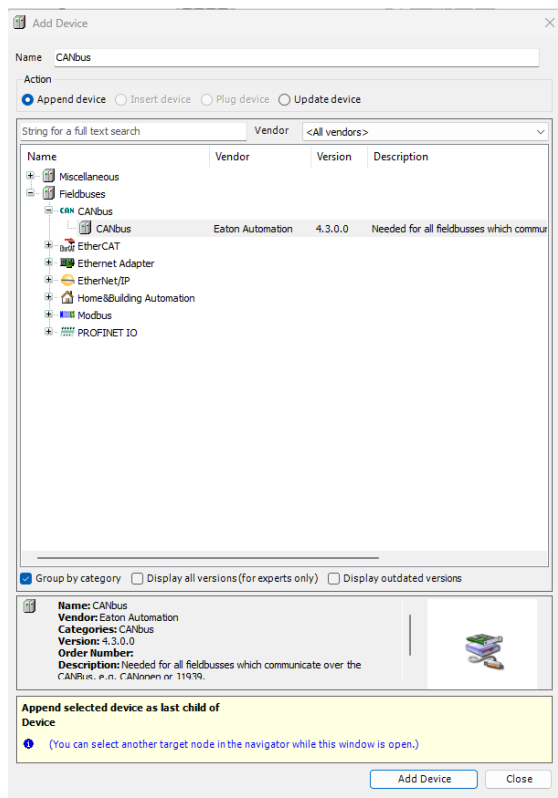 Add Device
Name CANbus
Action
Append device Insert device Plug device Update device
String for a full text search Vendor <All vendors>
Name Vendor Version Description
Miscellaneous
Fieldbuses
CAN CANbus
CANbus Eaton Automation 4.3.0.0 Needed for all fieldbusses which commur
EtherCAT
Ethernet Adapter
EtherNet/IP
Home&Building Automation
Modbus
PROFINET IO
Group by category Display all versions (for experts only) Display outdated versions
Name: CANbus
Vendor: Eaton Automation
Categories: CANbus
Version: 4.3.0.0
Order Number:
Description: Needed for all fieldbusses which communicate over the
CANBus, e.g. CANopen or J1939.
Append selected device as last child of
Device
(You can select another target node in the navigator while this window is open.)
Add Device Close